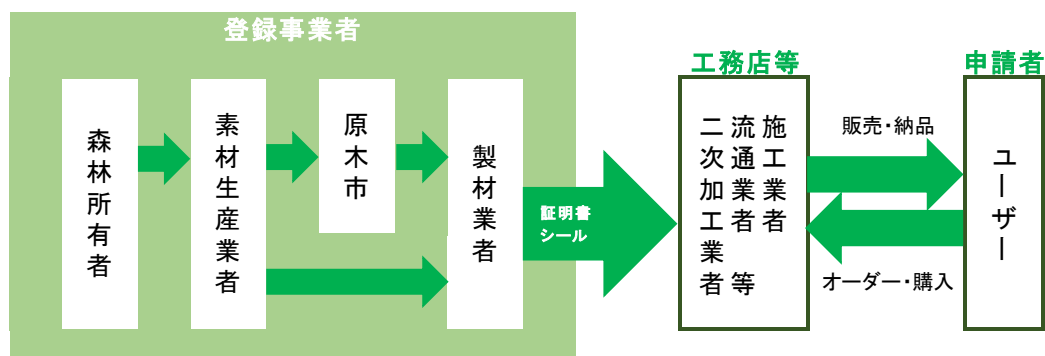 登録事業者
森林所有者
素材生産業者
原木市
製材業者
証明書
シール
工務店等
施工業者
流通業者等
二次加工業者
販売・納品
オーダー・購入
申請者
ユーザー